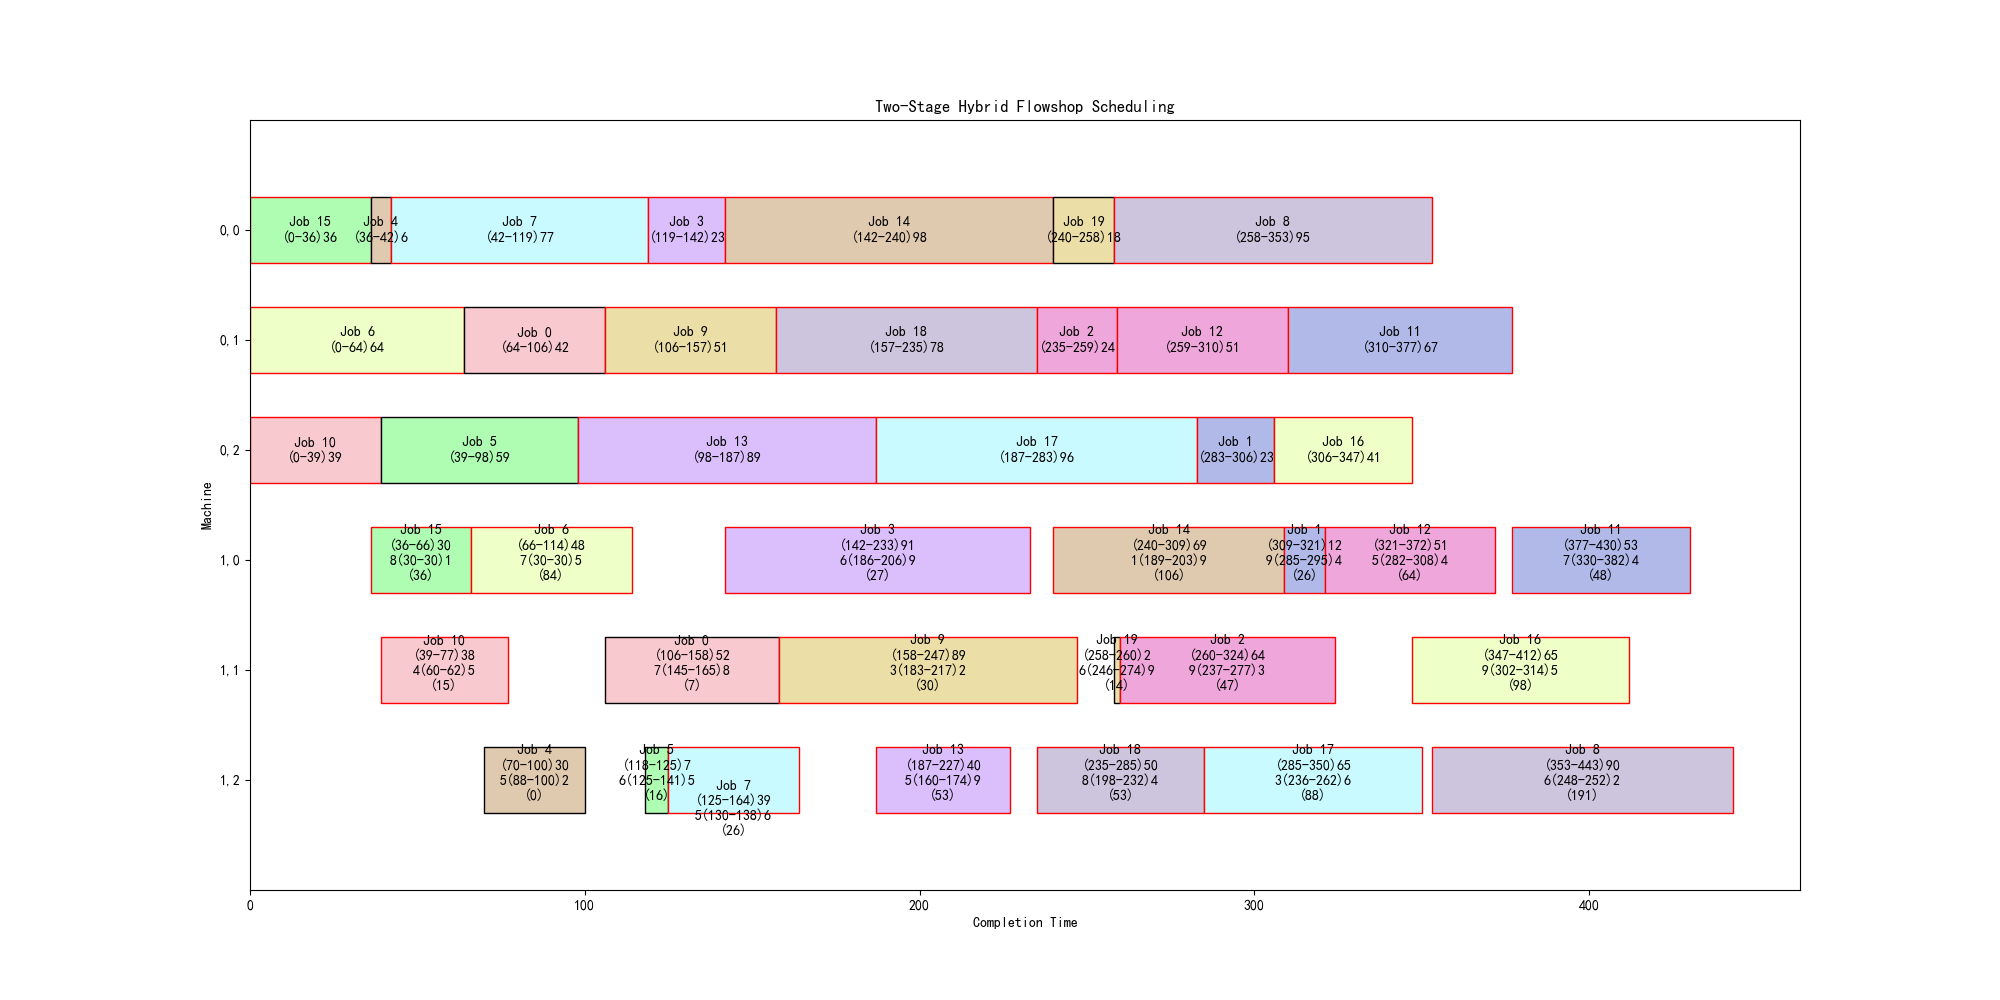 Two-Stage Hybrid Flowshop Scheduling
Machine
0,0
Job 15
(0-36)36
Job 4
(36-42)6
Job 7
(42-119)77
Job 3
(119-142)23
Job 14
(142-240)98
Job 19
(240-258)18
Job 8
(258-353)95
0,1
Job 6
(0-64)64
Job 0
(64-106)42
Job 9
(106-157)51
Job 18
(157-235)78
Job 2
(235-259)24
Job 12
(259-310)51
Job 11
(310-377)67
0,2
Job 10
(0-39)39
Job 5
(39-98)59
Job 13
(98-187)89
Job 17
(187-283)96
Job 1
(283-306)23
Job 16
(306-347)41
1,0
Job 15
(36-66)30
8(30-30)1
(36)
Job 6
(66-114)48
7(30-30)5
(84)
Job 3
(142-233)91
6(186-206)9
(27)
Job 14
(240-309)69
1(189-203)9
(106)
Job 1
(309-321)12
9(285-295)4
(26)
Job 12
(321-372)51
5(282-308)4
(64)
Job 11
(377-430)53
7(330-382)4
(48)
1,1
Job 10
(39-77)38
4(60-62)5
(15)
Job 0
(106-158)52
7(145-165)8
(7)
Job 9
(158-247)89
3(183-217)2
(30)
Job 19
(258-260)2
6(246-274)9
(14)
Job 2
(260-324)64
9(237-277)3
(47)
Job 16
(347-412)65
9(302-314)5
(98)
1,2
Job 4
(70-100)30
5(88-100)2
(0)
Job 5
(118-125)7
6(125-141)5
(16)
Job 7
(125-164)39
5(130-138)6
(26)
Job 13
(187-227)40
5(160-174)9
(53)
Job 18
(235-285)50
8(198-232)4
(53)
Job 17
(285-350)65
3(236-262)6
(88)
Job 8
(353-443)90
6(248-252)2
(191)
0 100 200 300 400
Completion Time